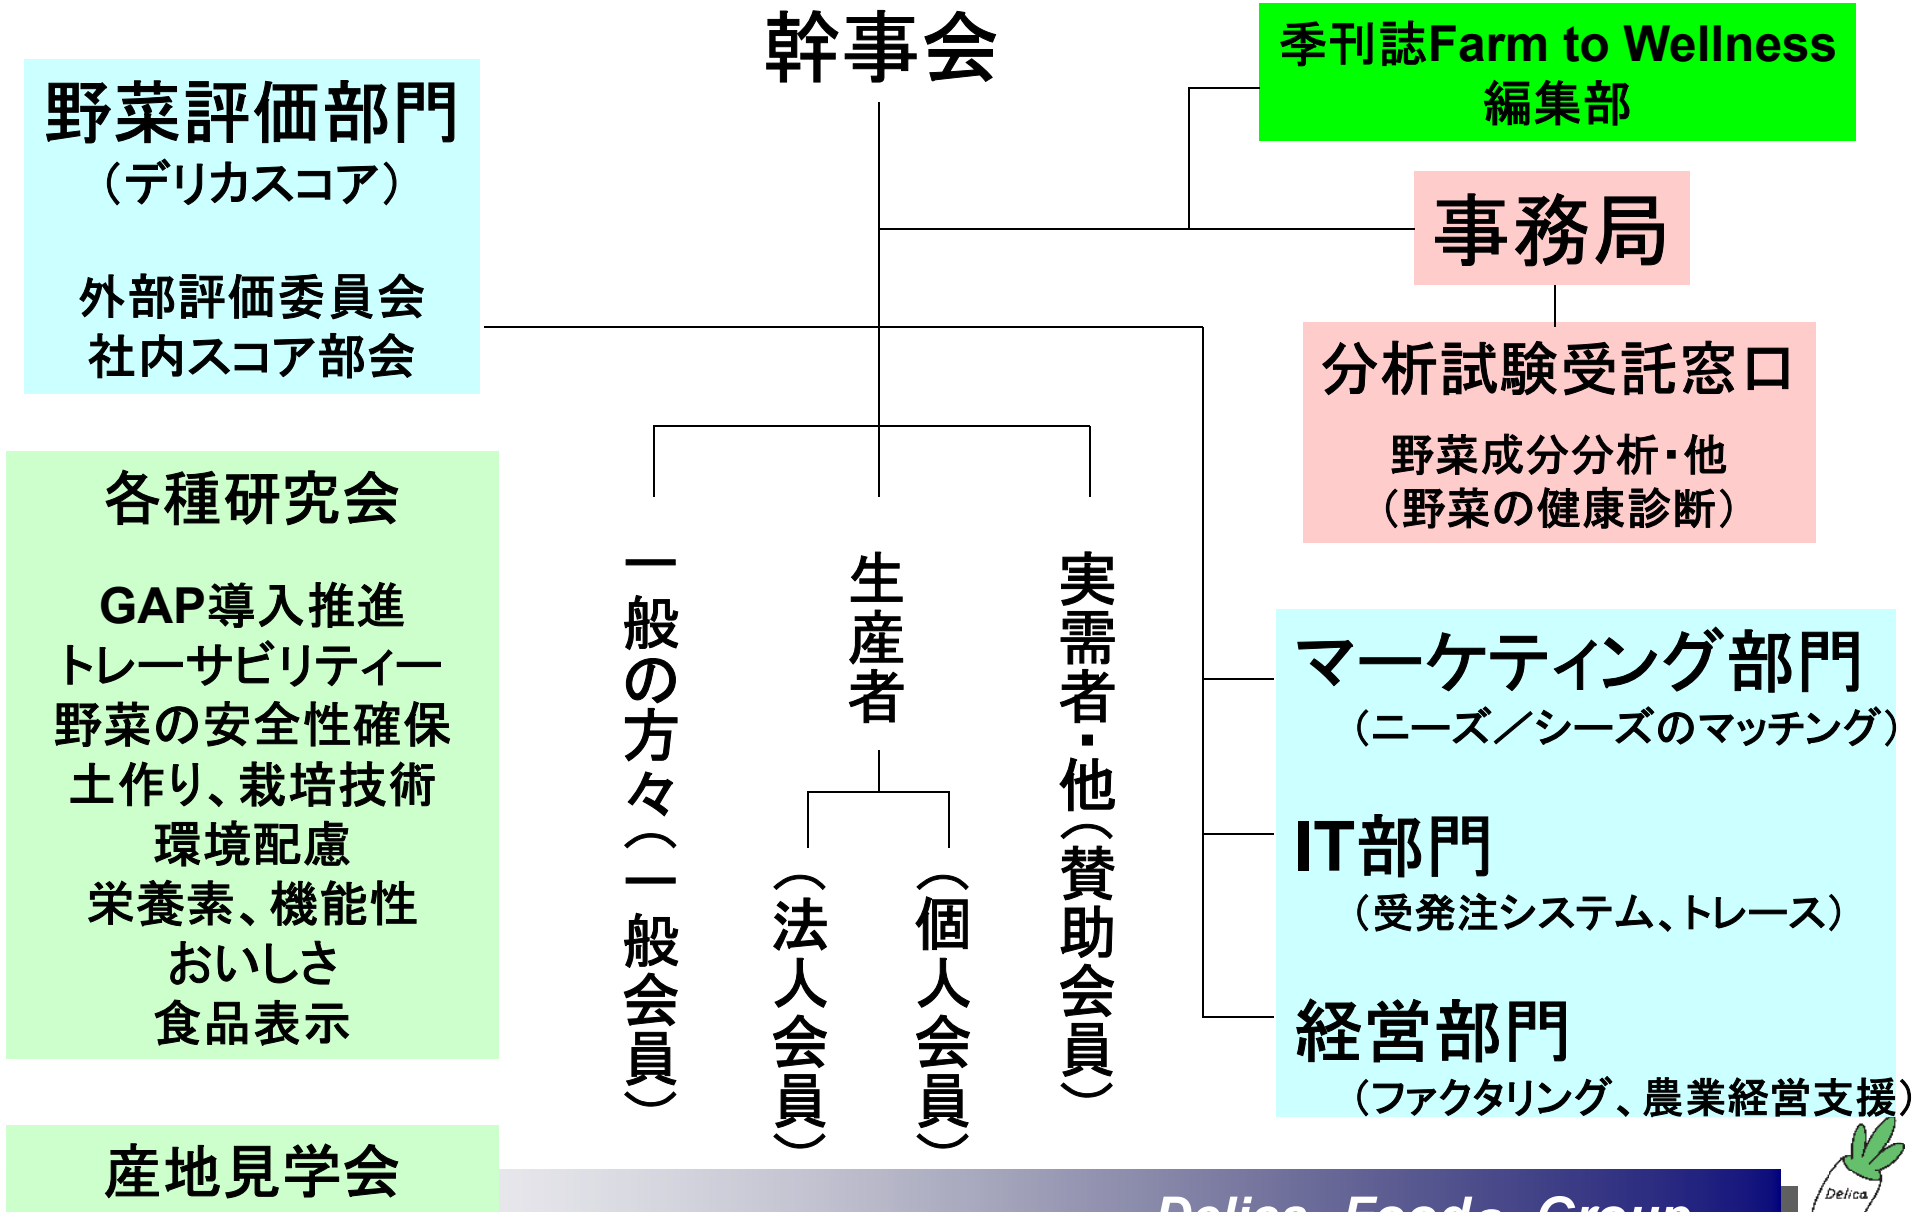 幹事会
季刊誌Farm to Wellness
編集部
野菜評価部門
（デリカスコア）
外部評価委員会
社内スコア部会
事務局
分析試験受託窓口
野菜成分分析・他
（野菜の健康診断）
各種研究会
GAP導入推進
トレーサビリティー
野菜の安全性確保
土作り、栽培技術
環境配慮
栄養素、機能性
おいしさ
食品表示
産地見学会
一般の方々（一般会員）
生産者
（法人会員）
（個人会員）
実需者・他（賛助会員）
マーケティング部門
（ニーズ／シーズのマッチング）
IT部門
（受発注システム、トレース）
経営部門
（ファクタリング、農業経営支援）
Delica Foods Group
Delica